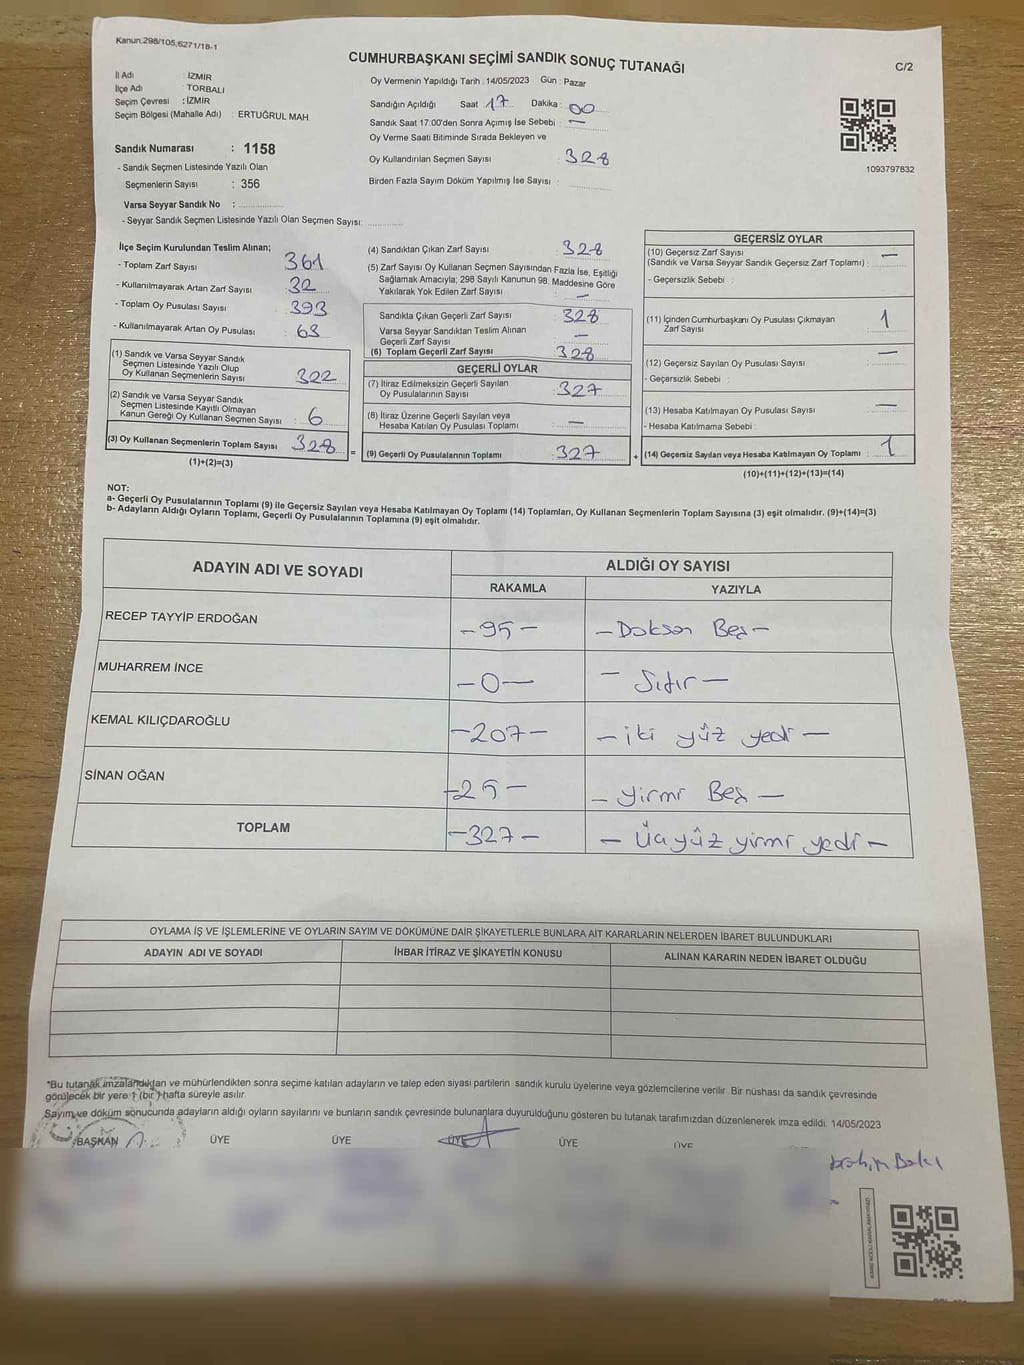 Kanun;298/105,6271/18-1
CUMHURBAŞKANI SEÇİMİ SANDIK SONUÇ TUTANAĞI
C/2
İl Adı : İZMİR
İlçe Adı TORBALI
Seçim Çevresi : İZMİR
Seçim Bölgesi (Mahalle Adı) : ERTUĞRUL MAH.
Sandık Numarası : 1158
- Sandık Seçmen Listesinde Yazılı Olan
Seçmenlerin Sayısı : 356
Varsa Seyyar Sandık No :
- Seyyar Sandık Seçmen Listesinde Yazılı Olan Seçmen Sayısı:
Oy Vermenin Yapıldığı Tarih : 14/05/2023 Gün : Pazar
Sandığın Açıldığı Saat 17 Dakika : 00
Sandık Saat 17:00'den Sonra Açımış İse Sebebi : —
Oy Verme Saati Bitiminde Sırada Bekleyen ve
Oy Kullandırılan Seçmen Sayısı : 328
Birden Fazla Sayım Döküm Yapılmış İse Sayısı :
1093797832
İlçe Seçim Kurulundan Teslim Alınan;
- Toplam Zarf Sayısı : 361
- Kullanılmayarak Artan Zarf Sayısı : 32
- Toplam Oy Pusulası Sayısı : 393
- Kullanılmayarak Artan Oy Pusulası : 63
(1) Sandık ve Varsa Seyyar Sandık
Seçmen Listesinde Yazılı Olup
Oy Kullanan Seçmenlerin Sayısı : 322
(2) Sandık ve Varsa Seyyar Sandık
Seçmen Listesinde Kayıtlı Olmayan
Kanun Gereği Oy Kullanan Seçmen Sayısı : 6
(3) Oy Kullanan Seçmenlerin Toplam Sayısı : 328
(1)+(2)=(3)
(4) Sandıktan Çıkan Zarf Sayısı : 328
(5) Zarf Sayısı Oy Kullanan Seçmen Sayısından Fazla İse, Eşitliği
Sağlamak Amacıyla; 298 Sayılı Kanunun 98. Maddesine Göre
Yakılarak Yok Edilen Zarf Sayısı : —
Sandıkta Çıkan Geçerli Zarf Sayısı : 328
Varsa Seyyar Sandıktan Teslim Alınan
Geçerli Zarf Sayısı : —
(6) Toplam Geçerli Zarf Sayısı : 328
GEÇERLİ OYLAR
(7) İtiraz Edilmeksizin Geçerli Sayılan
Oy Pusulalarının Sayısı : 327
(8) İtiraz Üzerine Geçerli Sayılan veya
Hesaba Katılan Oy Pusulası Toplamı : —
(9) Geçerli Oy Pusulalarının Toplamı : 327
GEÇERSİZ OYLAR
(10) Geçersiz Zarf Sayısı
(Sandık ve Varsa Seyyar Sandık Geçersiz Zarf Toplamı) : —
- Geçersizlik Sebebi :
(11) İçinden Cumhurbaşkanı Oy Pusulası Çıkmayan
Zarf Sayısı : 1
(12) Geçersiz Sayılan Oy Pusulası Sayısı : —
- Geçersizlik Sebebi :
(13) Hesaba Katılmayan Oy Pusulası Sayısı : —
- Hesaba Katılmama Sebebi :
(14) Geçersiz Sayılan veya Hesaba Katılmayan Oy Toplamı : 1
(10)+(11)+(12)+(13)=(14)
NOT:
a- Geçerli Oy Pusulalarının Toplamı (9) ile Geçersiz Sayılan veya Hesaba Katılmayan Oy Toplamı (14) Toplamları, Oy Kullanan Seçmenlerin Toplam Sayısına (3) eşit olmalıdır. (9)+(14)=(3)
b- Adayların Aldığı Oyların Toplamı, Geçerli Oy Pusulalarının Toplamına (9) eşit olmalıdır.
ADAYIN ADI VE SOYADI ALDIĞI OY SAYISI
RAKAMLA YAZIYLA
RECEP TAYYİP ERDOĞAN -95- -Doksan Beş-
MUHARREM İNCE -0- - Sıfır -
KEMAL KILIÇDAROĞLU -207- -iki yüz yedi-
SİNAN OĞAN -25- - yirmi Beş -
TOPLAM -327- - Üçyüz yirmi yedi -
OYLAMA İŞ VE İŞLEMLERİNE VE OYLARIN SAYIM VE DÖKÜMÜNE DAİR ŞİKAYETLERLE BUNLARA AİT KARARLARIN NELERDEN İBARET BULUNDUKLARI
ADAYIN ADI VE SOYADI İHBAR İTİRAZ VE ŞİKAYETİN KONUSU ALINAN KARARIN NEDEN İBARET OLDUĞU
*Bu tutanak imzalandıktan ve mühürlendikten sonra seçime katılan adayların ve talep eden siyasi partilerin sandık kurulu üyelerine veya gözlemcilerine verilir. Bir nüshası da sandık çevresinde
görülecek bir yere 1 (bir ) hafta süreyle asılır.
Sayım ve döküm sonucunda adayların aldığı oyların sayılarını ve bunların sandık çevresinde bulunanlara duyurulduğunu gösteren bu tutanak tarafımızdan düzenlenerek imza edildi. 14/05/2023
BAŞKAN ÜYE ÜYE ÜYE ÜYE ÜYE